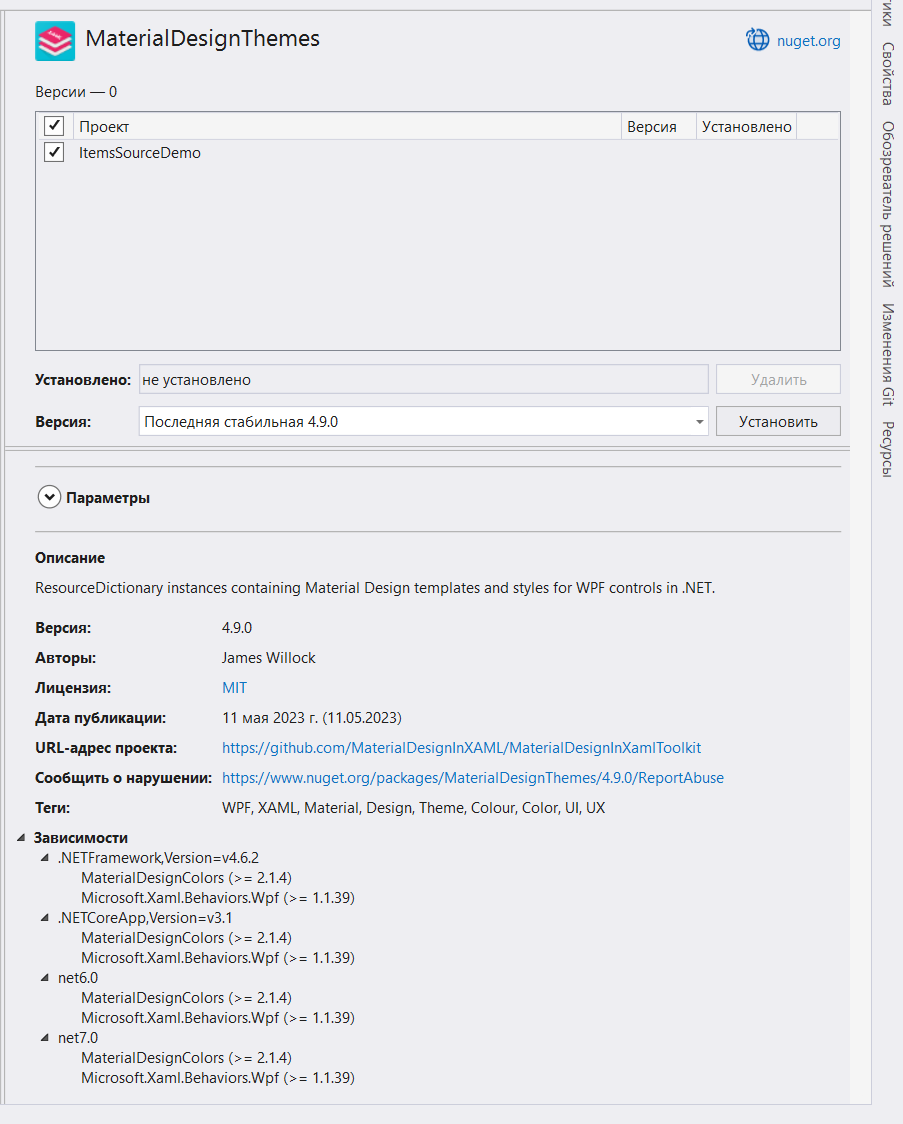 MaterialDesignThemes
nuget.org
Версии — 0
Проект Версия Установлено
ItemsSourceDemo
Установлено: не установлено Удалить
Версия: Последняя стабильная 4.9.0 Установить
Параметры
Описание
ResourceDictionary instances containing Material Design templates and styles for WPF controls in .NET.
Версия: 4.9.0
Авторы: James Willock
Лицензия: MIT
Дата публикации: 11 мая 2023 г. (11.05.2023)
URL-адрес проекта: https://github.com/MaterialDesignInXAML/MaterialDesignInXamlToolkit
Сообщить о нарушении: https://www.nuget.org/packages/MaterialDesignThemes/4.9.0/ReportAbuse
Теги: WPF, XAML, Material, Design, Theme, Colour, Color, UI, UX
Зависимости
.NETFramework,Version=v4.6.2
MaterialDesignColors (>= 2.1.4)
Microsoft.Xaml.Behaviors.Wpf (>= 1.1.39)
.NETCoreApp,Version=v3.1
MaterialDesignColors (>= 2.1.4)
Microsoft.Xaml.Behaviors.Wpf (>= 1.1.39)
net6.0
MaterialDesignColors (>= 2.1.4)
Microsoft.Xaml.Behaviors.Wpf (>= 1.1.39)
net7.0
MaterialDesignColors (>= 2.1.4)
Microsoft.Xaml.Behaviors.Wpf (>= 1.1.39)
Свойства
Обозреватель решений
Изменения Git
Ресурсы